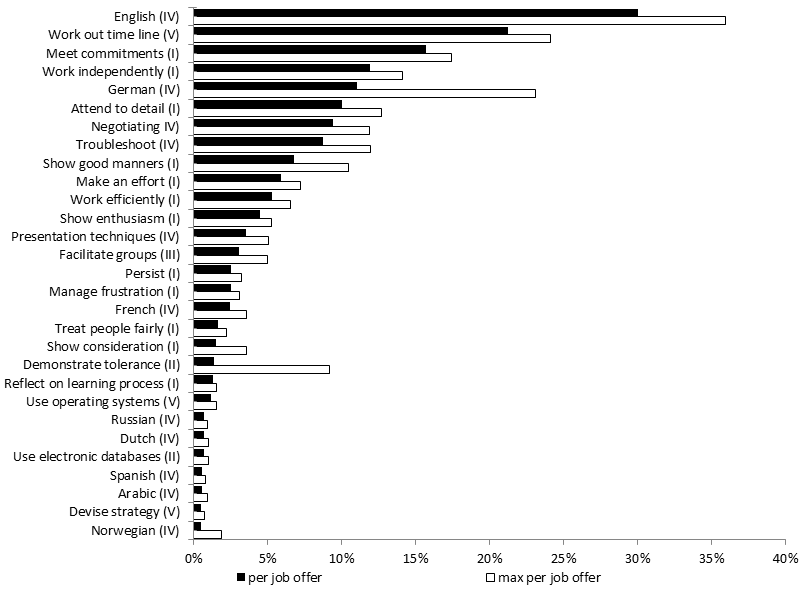 English (IV)
Work out time line (V)
Meet commitments (I)
Work independently (I)
German (IV)
Attend to detail (I)
Negotiating IV)
Troubleshoot (IV)
Show good manners (I)
Make an effort (I)
Work efficiently (I)
Show enthusiasm (I)
Presentation techniques (IV)
Facilitate groups (III)
Persist (I)
Manage frustration (I)
French (IV)
Treat people fairly (I)
Show consideration (I)
Demonstrate tolerance (II)
Reflect on learning process (I)
Use operating systems (V)
Russian (IV)
Dutch (IV)
Use electronic databases (II)
Spanish (IV)
Arabic (IV)
Devise strategy (V)
Norwegian (IV)
0% 5% 10% 15% 20% 25% 30% 35% 40%
per job offer max per job offer